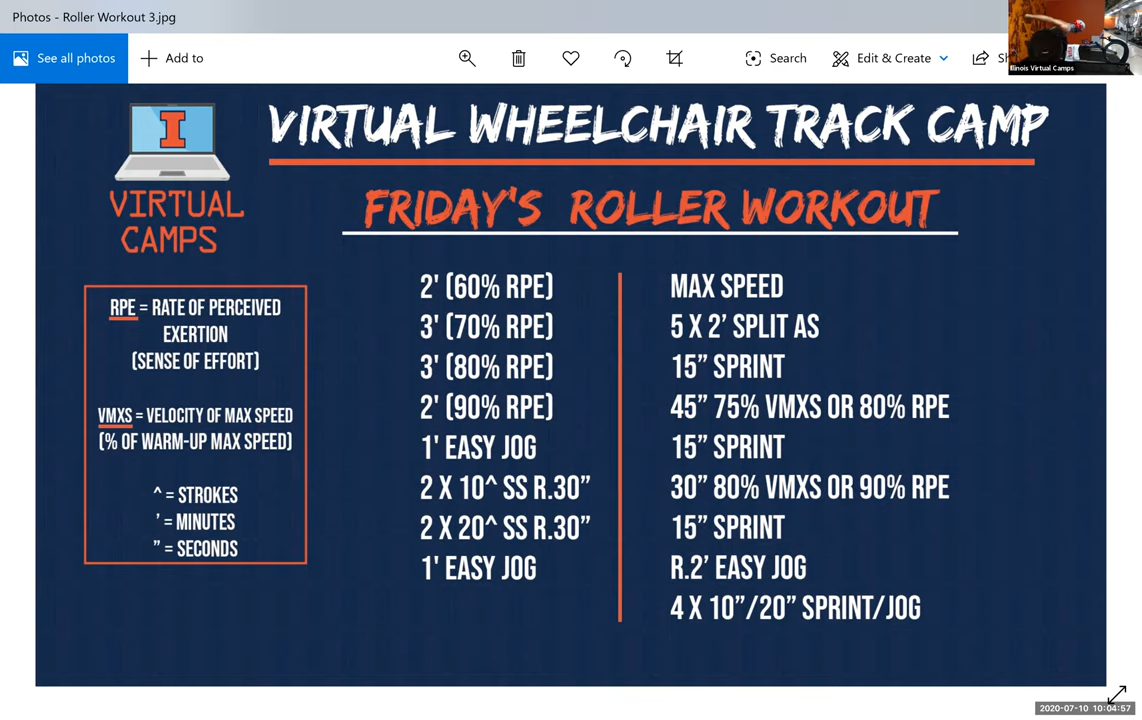 Photos - Roller Workout 3.jpg
See all photos
Add to
Search
Edit & Create
Illinois Virtual Camps
I
VIRTUAL
CAMPS
VIRTUAL WHEELCHAIR TRACK CAMP
FRIDAY'S ROLLER WORKOUT
RPE = RATE OF PERCEIVED
EXERTION
(SENSE OF EFFORT)
VMXS = VELOCITY OF MAX SPEED
(% OF WARM-UP MAX SPEED)
^ = STROKES
' = MINUTES
” = SECONDS
2' (60% RPE)
3' (70% RPE)
3' (80% RPE)
2' (90% RPE)
1' EASY JOG
2 X 10^ SS R.30”
2 X 20^ SS R.30”
1' EASY JOG
MAX SPEED
5 X 2’ SPLIT AS
15” SPRINT
45” 75% VMXS OR 80% RPE
15” SPRINT
30” 80% VMXS OR 90% RPE
15” SPRINT
R.2’ EASY JOG
4 X 10”/20” SPRINT/JOG
2020-07-10 10:04:57